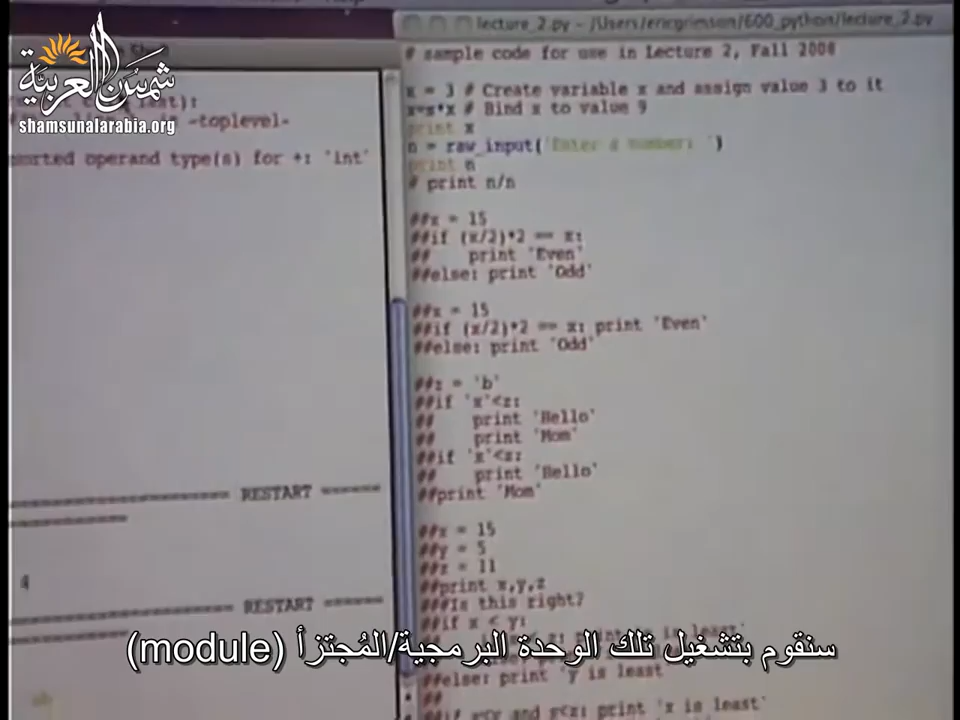 lecture_2.py - /Users/ericgrimson/600_python/lecture_2.py
شمس العربية
shamsunalarabia.org
# sample code for use in Lecture 2, Fall 2008
x = 3 # Create variable x and assign value 3 to it
x=x*x # Bind x to value 9
print x
n = raw_input('Enter a number: ')
print n
# print n/n
-toplevel-
operand type(s) for +: 'int'
##x = 15
##if (x/2)*2 == x:
##    print 'Even'
##else: print 'Odd'
##x = 15
##if (x/2)*2 == x: print 'Even'
##else: print 'Odd'
##z = 'b'
##if 'x'<z:
##    print 'Hello'
##    print 'Mom'
##if 'x'<z:
##    print 'Hello'
##print 'Mom'
RESTART
##x = 15
##y = 5
##z = 11
##print x,y,z
###Is this right?
##if x < y:
RESTART
سنقوم بتشغيل تلك الوحدة البرمجية/المُجتزأ (module)
##else: print 'y is least'
##
##if x<y and x<z: print 'x is least'